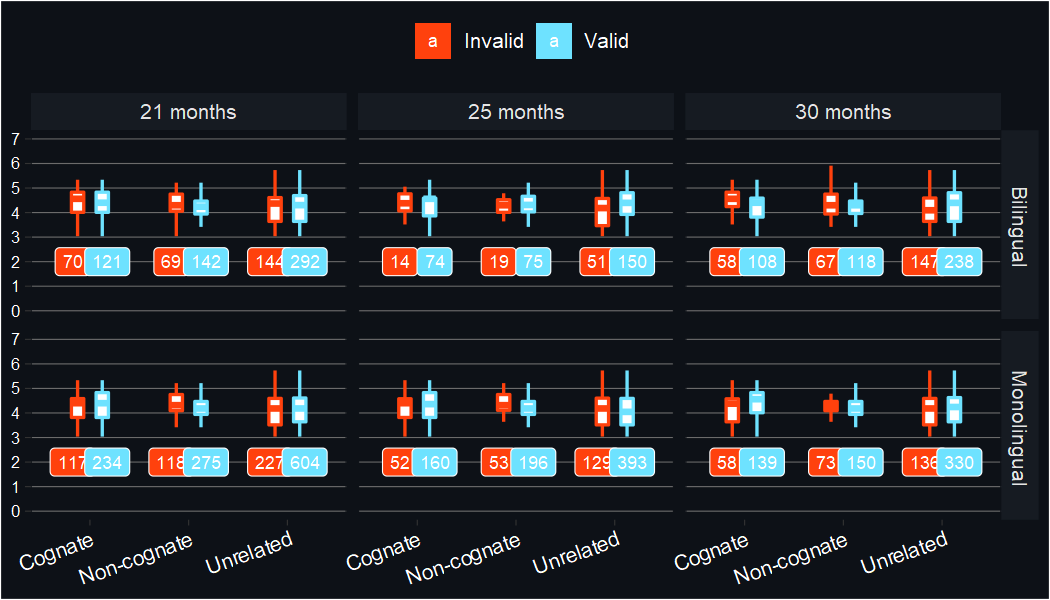 a Invalid a Valid
21 months 25 months 30 months
7
6
5
4
3
2
1
0
70 121 69 142 144 292 14 74 19 75 51 150 58 108 67 118 147 238
Bilingual
7
6
5
4
3
2
1
0
117 234 118 275 227 604 52 160 53 196 129 393 58 139 73 150 136 330
Monolingual
Cognate Non-cognate Unrelated Cognate Non-cognate Unrelated Cognate Non-cognate Unrelated